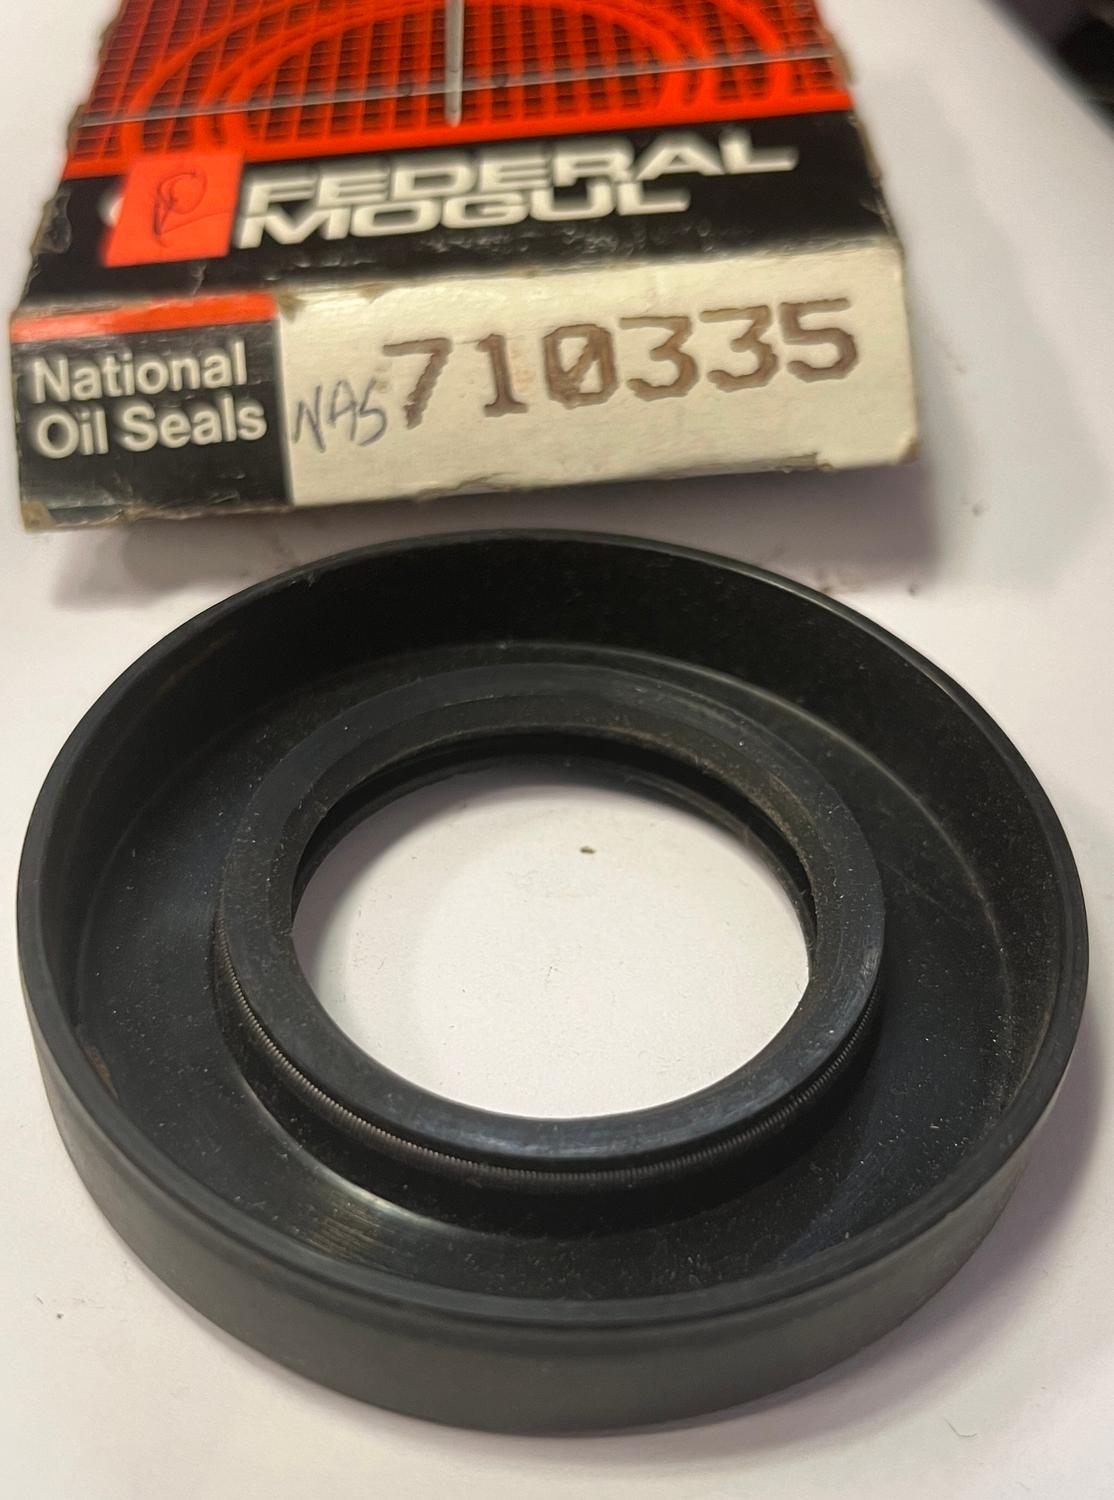 FEDERAL
MOGUL
National
Oil Seals
NAS 710335